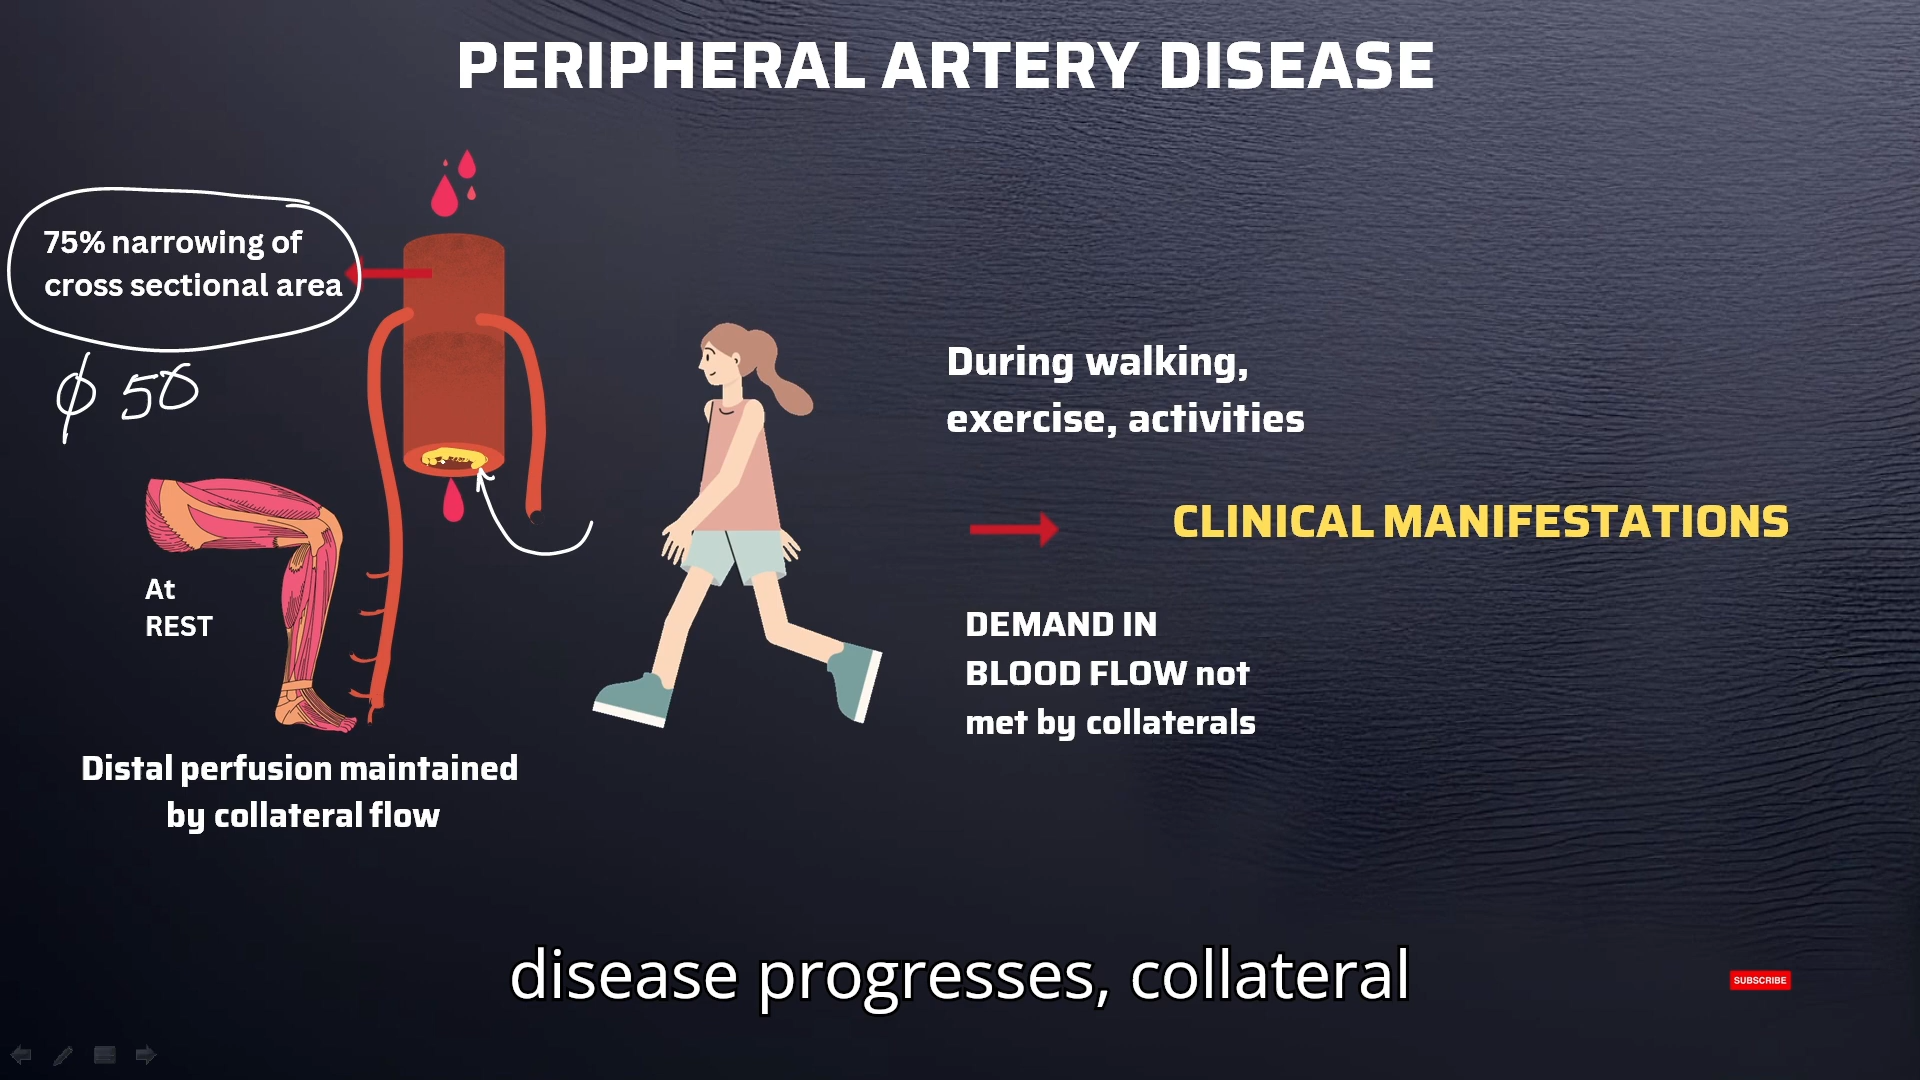 PERIPHERAL ARTERY DISEASE
75% narrowing of
cross sectional area
ϕ 50
During walking,
exercise, activities
CLINICAL MANIFESTATIONS
At
REST
DEMAND IN
BLOOD FLOW not
met by collaterals
Distal perfusion maintained
by collateral flow
disease progresses, collateral
SUBSCRIBE